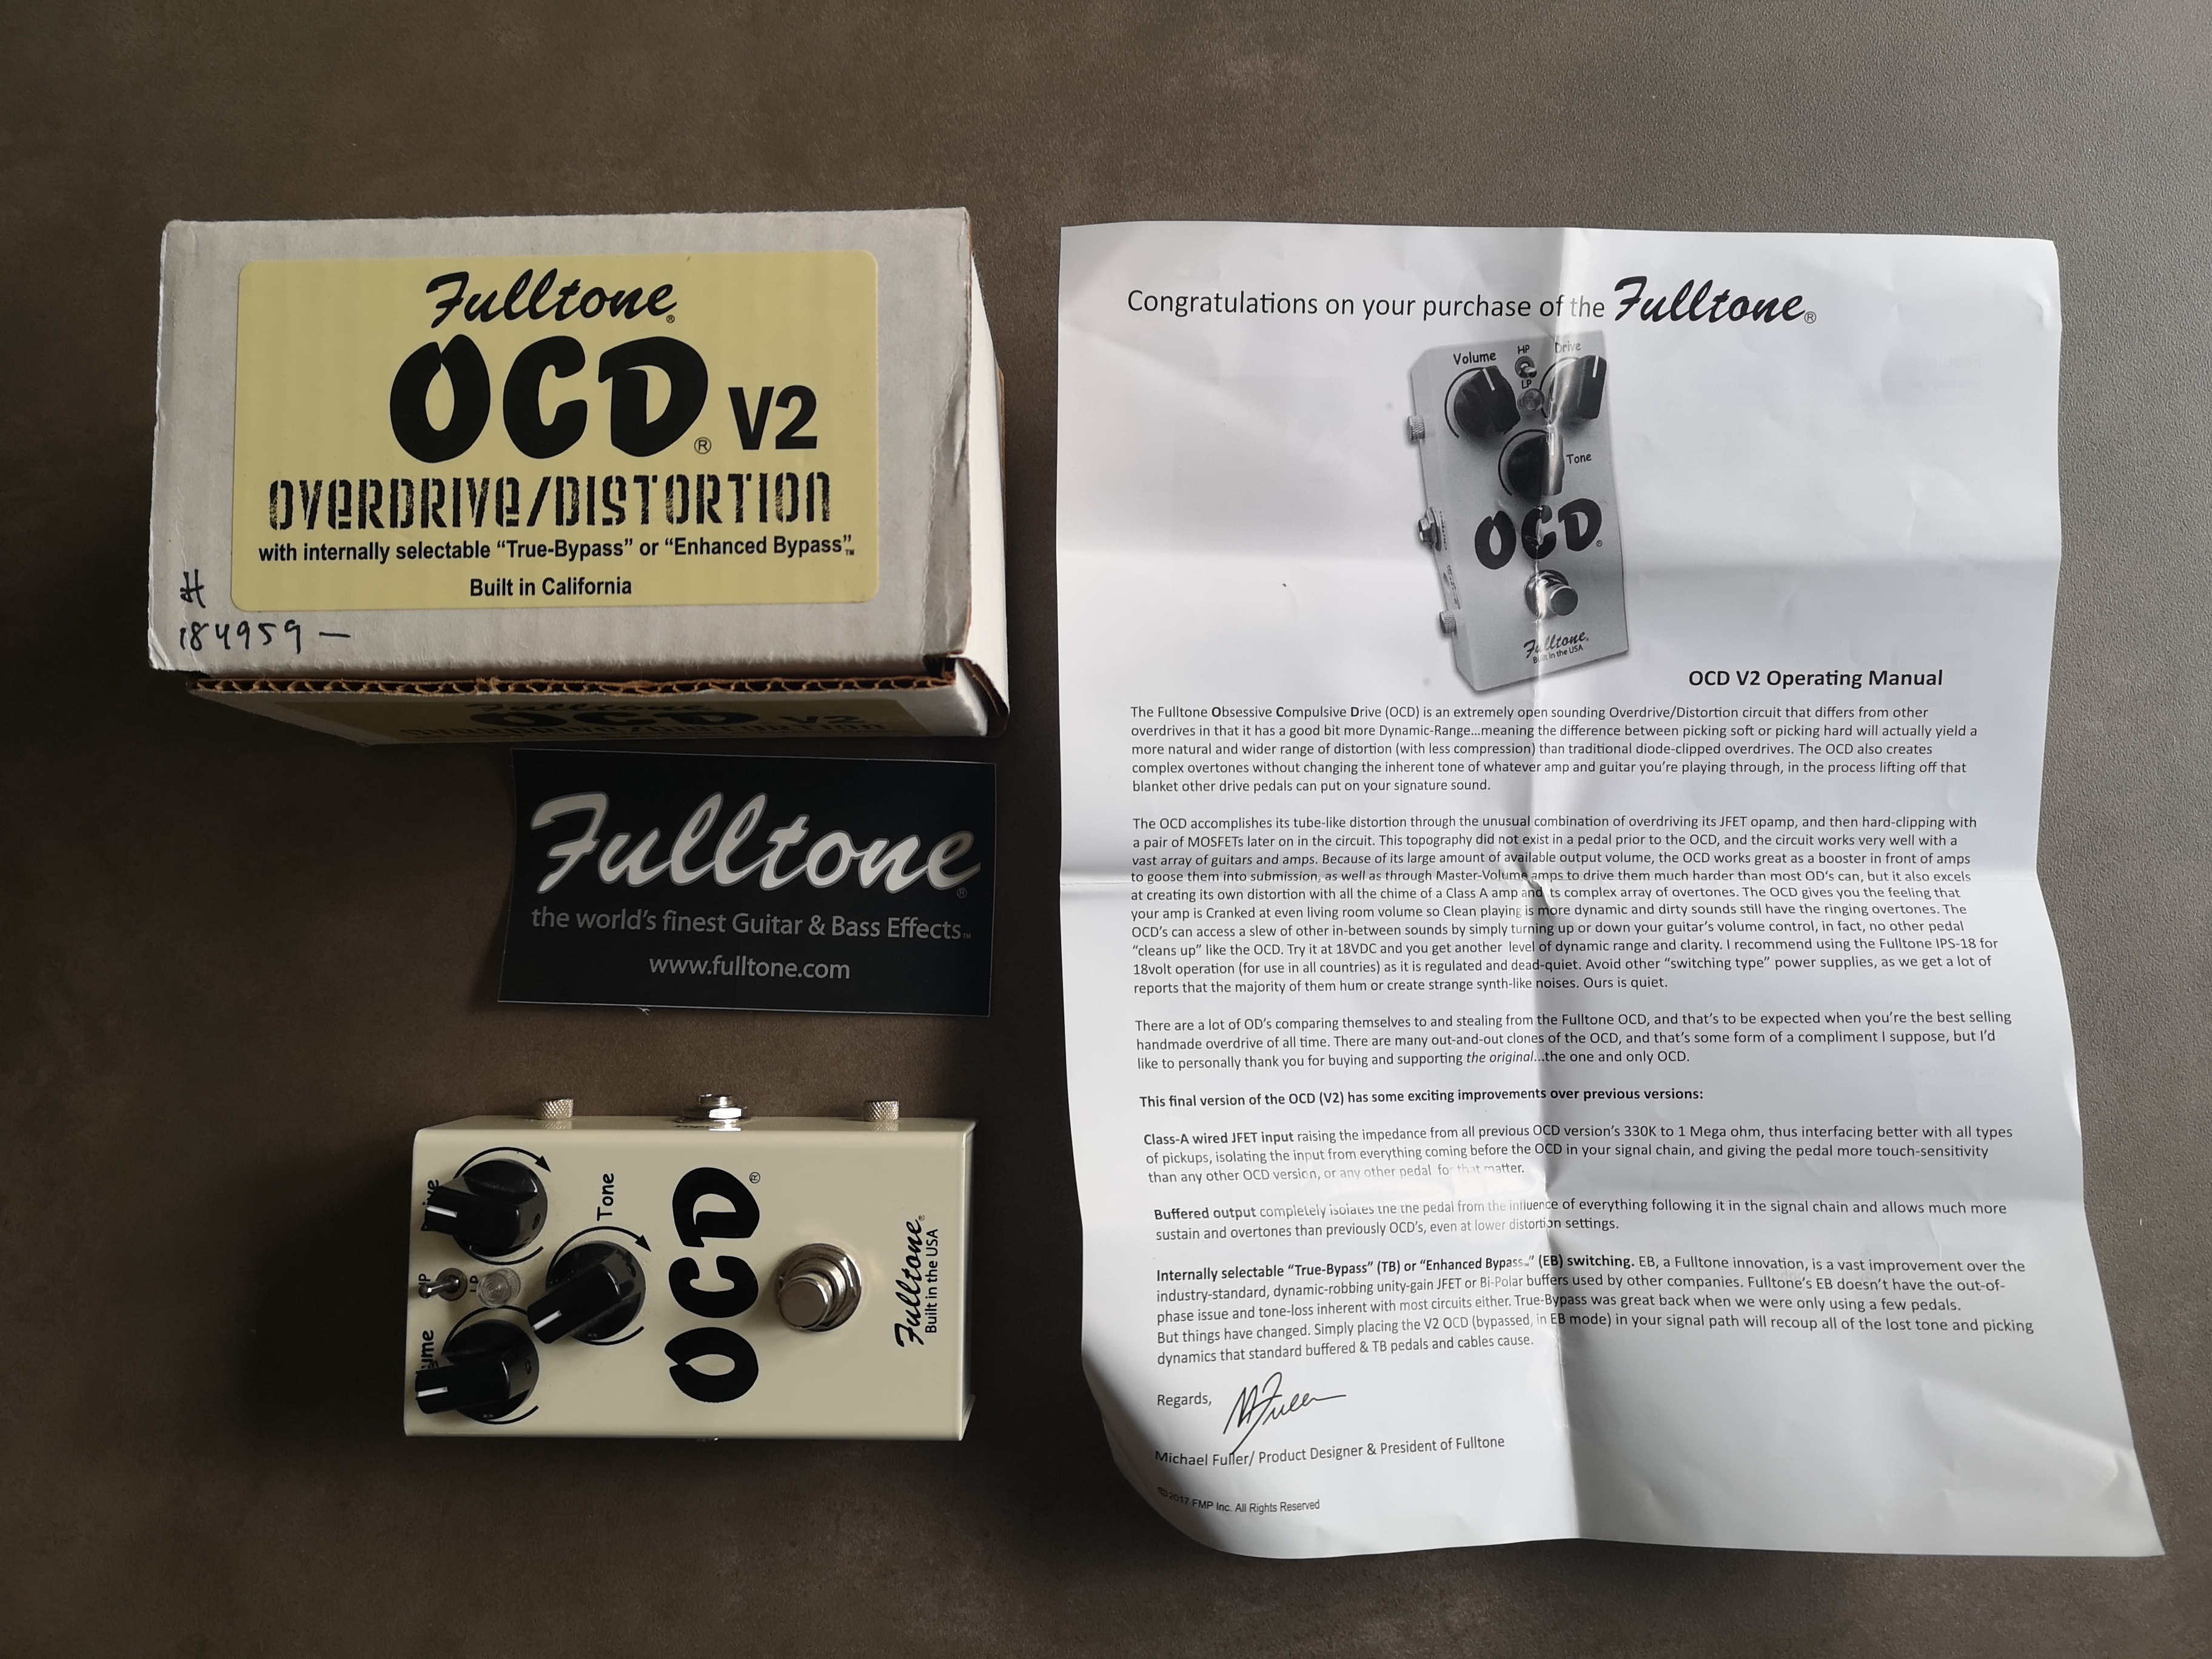 Fulltone®
OCD® V2
OVERDRIVE/DISTORTION
with internally selectable “True-Bypass” or “Enhanced Bypass”™
Built in California
#
184959 —
Fulltone
OCD V2
OVERDRIVE/DISTORTION
Fulltone®
the world's finest Guitar & Bass Effects™
www.fulltone.com
Tone
HP
LP
OCD®
Fulltone®
Built in the USA
Congratulations on your purchase of the Fulltone®
Volume
HP
Drive
LP
Tone
OCD®
Fulltone®
Built in the USA
OCD V2 Operating Manual
The Fulltone Obsessive Compulsive Drive (OCD) is an extremely open sounding Overdrive/Distortion circuit that differs from other
overdrives in that it has a good bit more Dynamic-Range...meaning the difference between picking soft or picking hard will actually yield a
more natural and wider range of distortion (with less compression) than traditional diode-clipped overdrives. The OCD also creates
complex overtones without changing the inherent tone of whatever amp and guitar you're playing through, in the process lifting off that
blanket other drive pedals can put on your signature sound.
The OCD accomplishes its tube-like distortion through the unusual combination of overdriving its JFET opamp, and then hard-clipping with
a pair of MOSFETs later on in the circuit. This topography did not exist in a pedal prior to the OCD, and the circuit works very well with a
vast array of guitars and amps. Because of its large amount of available output volume, the OCD works great as a booster in front of amps
to goose them into submission, as well as through Master-Volume amps to drive them much harder than most OD's can, but it also excels
at creating its own distortion with all the chime of a Class A amp and its complex array of overtones. The OCD gives you the feeling that
your amp is Cranked at even living room volume so Clean playing is more dynamic and dirty sounds still have the ringing overtones. The
OCD's can access a slew of other in-between sounds by simply turning up or down your guitar's volume control, in fact, no other pedal
“cleans up” like the OCD. Try it at 18VDC and you get another level of dynamic range and clarity. I recommend using the Fulltone IPS-18 for
18volt operation (for use in all countries) as it is regulated and dead-quiet. Avoid other “switching type” power supplies, as we get a lot of
reports that the majority of them hum or create strange synth-like noises. Ours is quiet.
There are a lot of OD's comparing themselves to and stealing from the Fulltone OCD, and that's to be expected when you're the best selling
handmade overdrive of all time. There are many out-and-out clones of the OCD, and that's some form of a compliment I suppose, but I'd
like to personally thank you for buying and supporting the original...the one and only OCD.
This final version of the OCD (V2) has some exciting improvements over previous versions:
Class-A wired JFET input raising the impedance from all previous OCD version's 330K to 1 Mega ohm, thus interfacing better with all types
of pickups, isolating the input from everything coming before the OCD in your signal chain, and giving the pedal more touch-sensitivity
than any other OCD version, or any other pedal for that matter.
Buffered output completely isolates the the pedal from the influence of everything following it in the signal chain and allows much more
sustain and overtones than previously OCD's, even at lower distortion settings.
Internally selectable “True-Bypass” (TB) or “Enhanced Bypass™” (EB) switching. EB, a Fulltone innovation, is a vast improvement over the
industry-standard, dynamic-robbing unity-gain JFET or Bi-Polar buffers used by other companies. Fulltone's EB doesn't have the out-of-
phase issue and tone-loss inherent with most circuits either. True-Bypass was great back when we were only using a few pedals.
But things have changed. Simply placing the V2 OCD (bypassed, in EB mode) in your signal path will recoup all of the lost tone and picking
dynamics that standard buffered & TB pedals and cables cause.
Regards, MFuller
Michael Fuller/ Product Designer & President of Fulltone
©2017 FMP Inc. All Rights Reserved